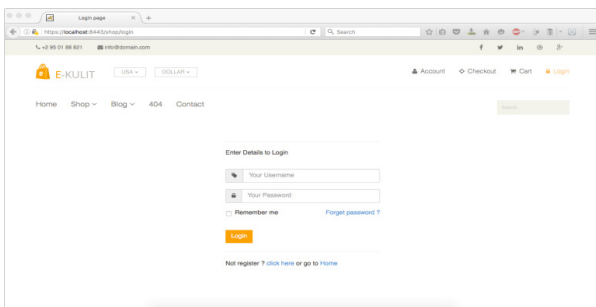 Login page
https://localhost:8443/shop/login
Search
+2 95 01 88 821 info@domain.com
E-KULIT USA DOLLAR Account Checkout Cart Login
Home Shop Blog 404 Contact
Enter Details to Login
Your Username
Your Password
Remember me Forget password ?
Login
Not register ? click here or go to Home